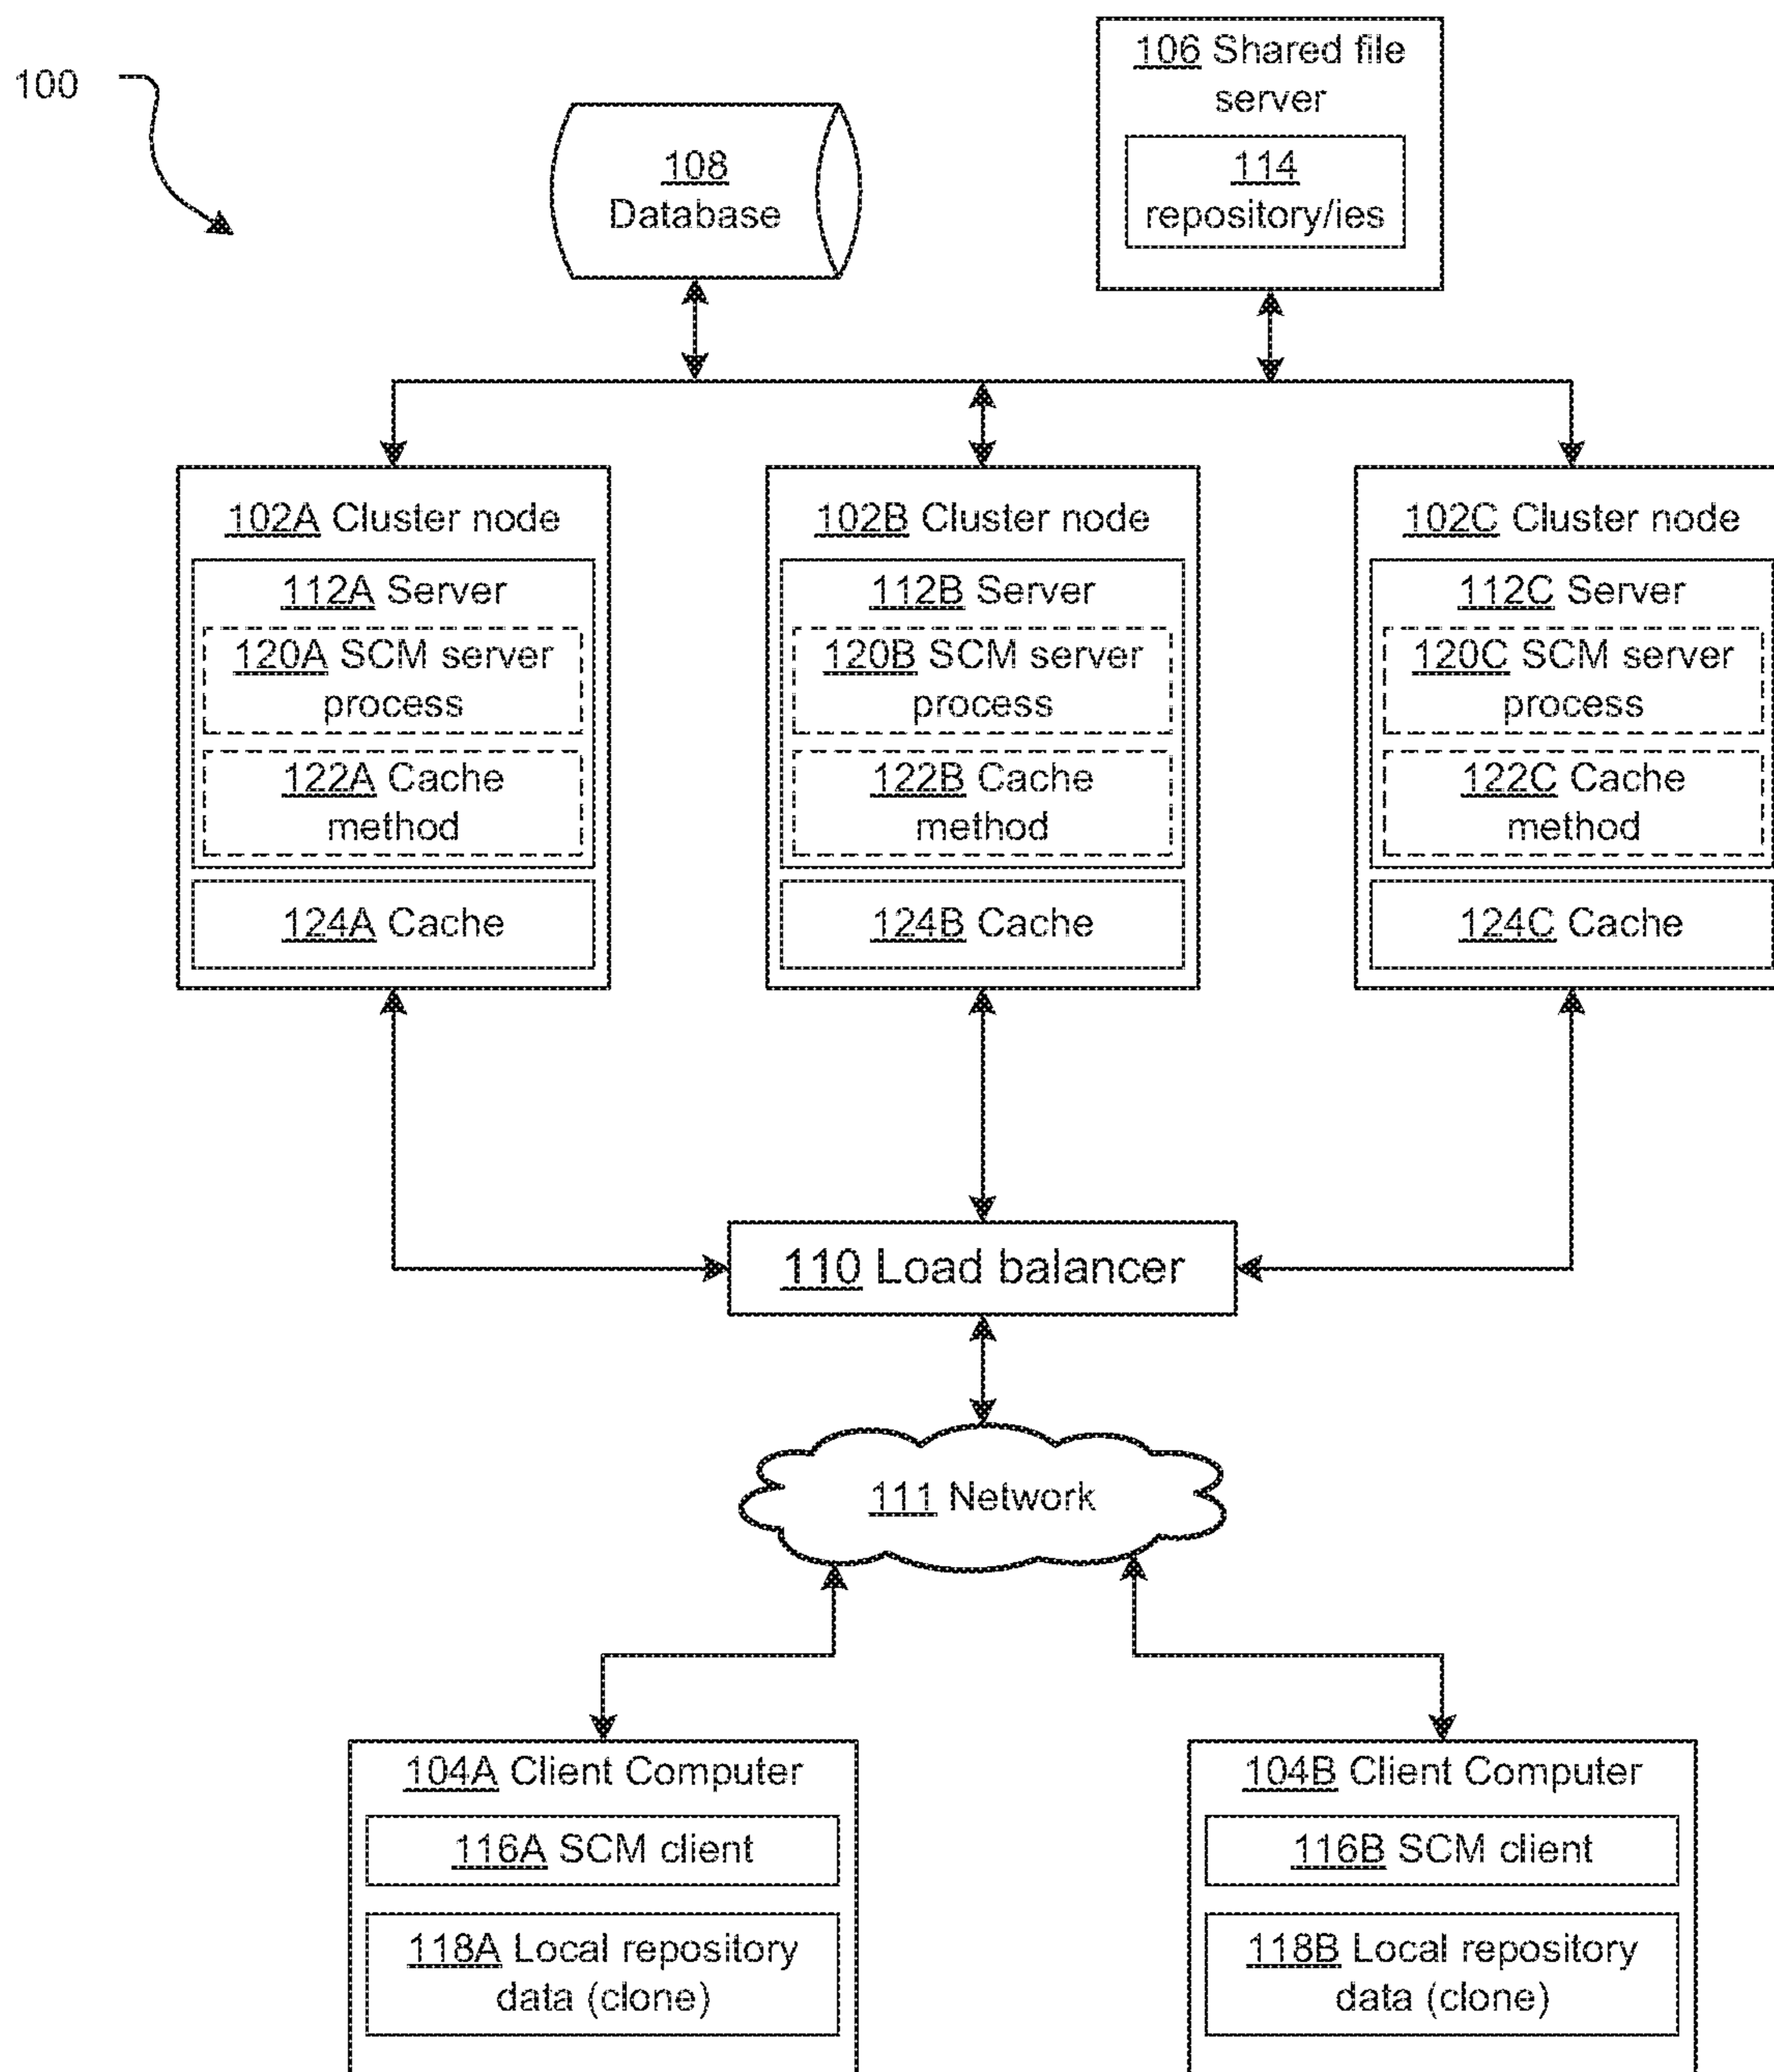 100
106 Shared file
server
114
repository/ies
108
Database
102A Cluster node
112A Server
120A SCM server
process
122A Cache
method
124A Cache
102B Cluster node
112B Server
120B SCM server
process
122B Cache
method
124B Cache
102C Cluster node
112C Server
120C SCM server
process
122C Cache
method
124C Cache
110 Load balancer
111 Network
104A Client Computer
116A SCM client
118A Local repository
data (clone)
104B Client Computer
116B SCM client
118B Local repository
data (clone)